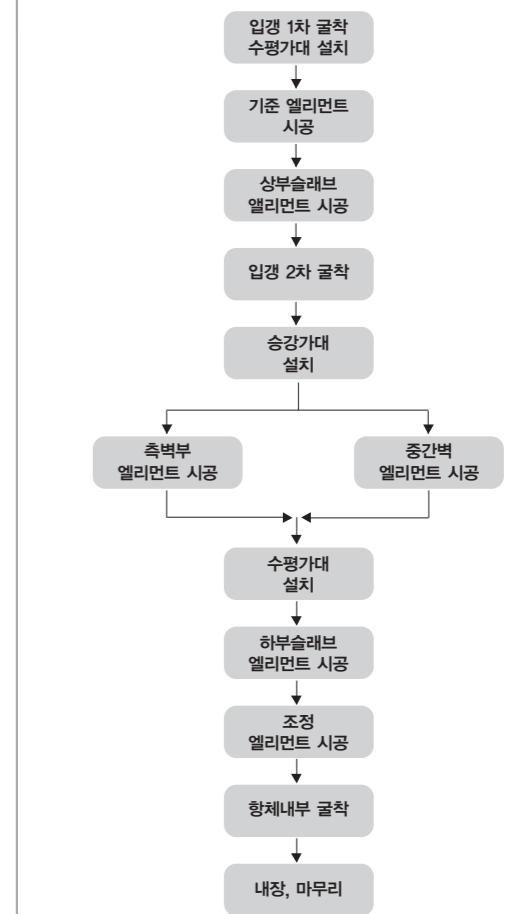 입갱 1차 굴착
수평가대 설치
기준 엘리먼트
시공
상부슬래브
앨리먼트 시공
입갱 2차 굴착
승강가대
설치
측벽부
엘리먼트 시공
중간벽
엘리먼트 시공
수평가대
설치
하부슬래브
엘리먼트 시공
조정
엘리먼트 시공
항체내부 굴착
내장, 마무리